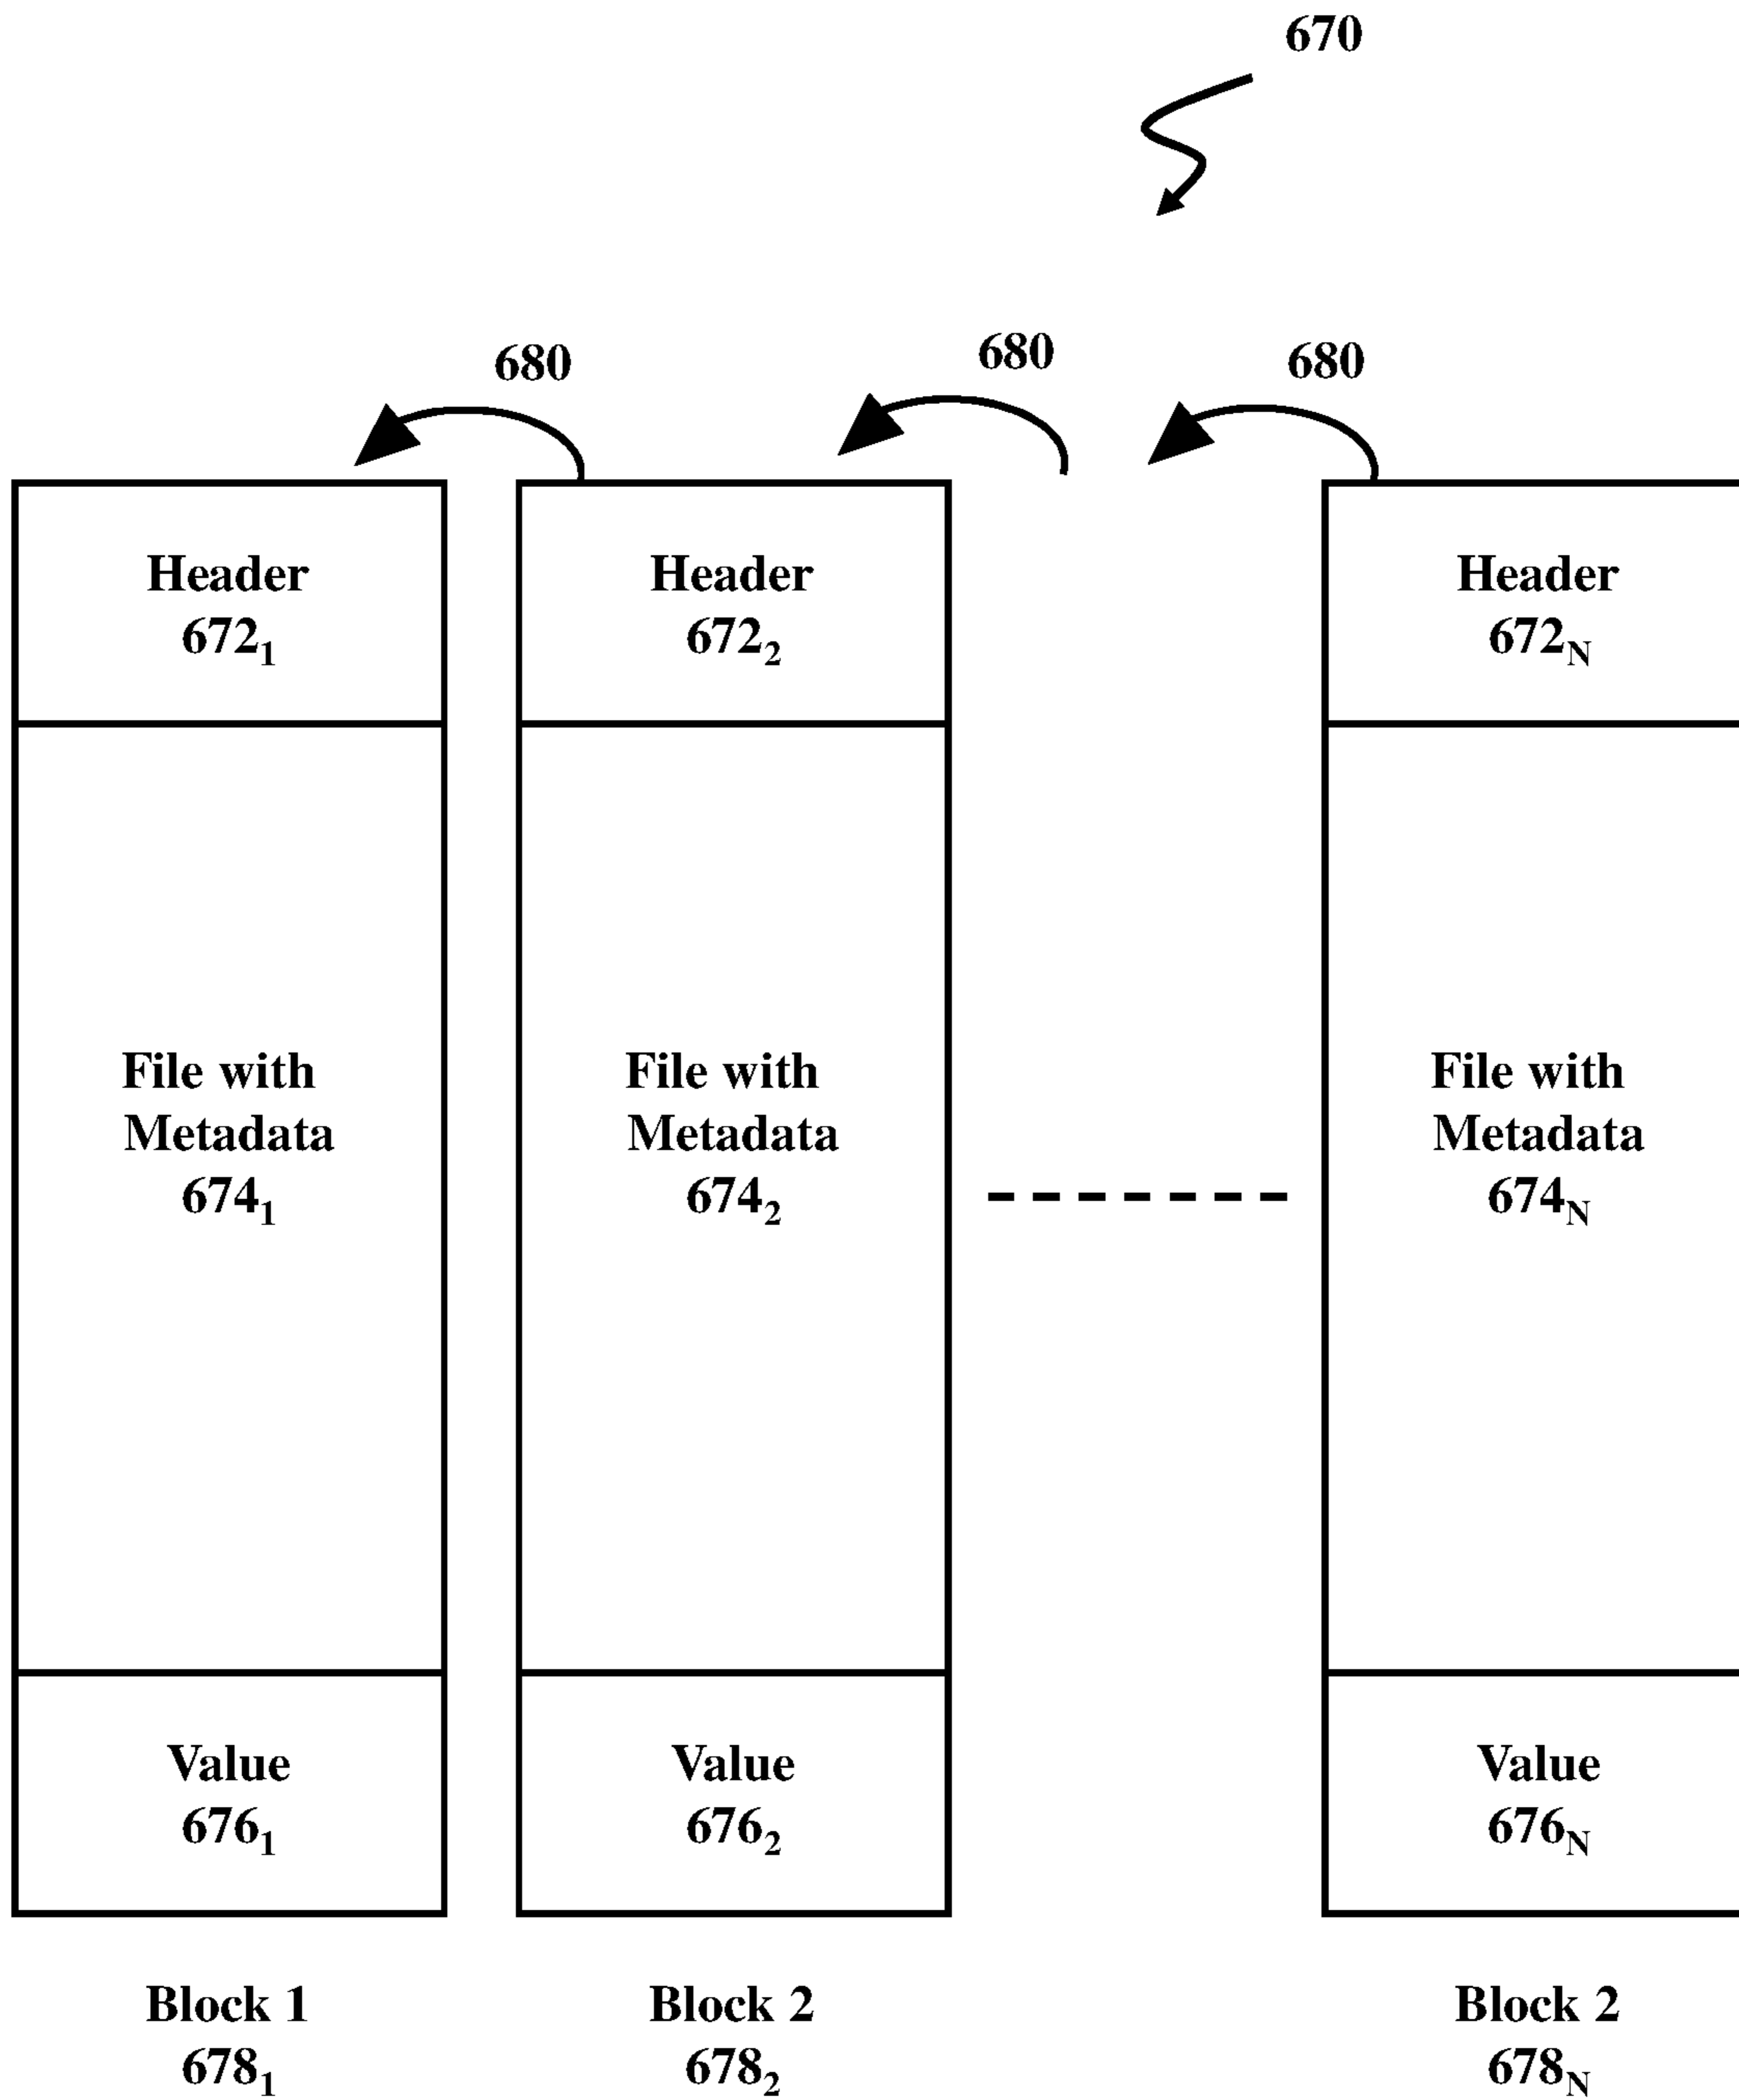 670
680
680
680
Header
672₁
Header
672₂
Header
672N
File with
Metadata
674₁
File with
Metadata
674₂
File with
Metadata
674N
Value
676₁
Value
676₂
Value
676N
Block 1
678₁
Block 2
678₂
Block 2
678N